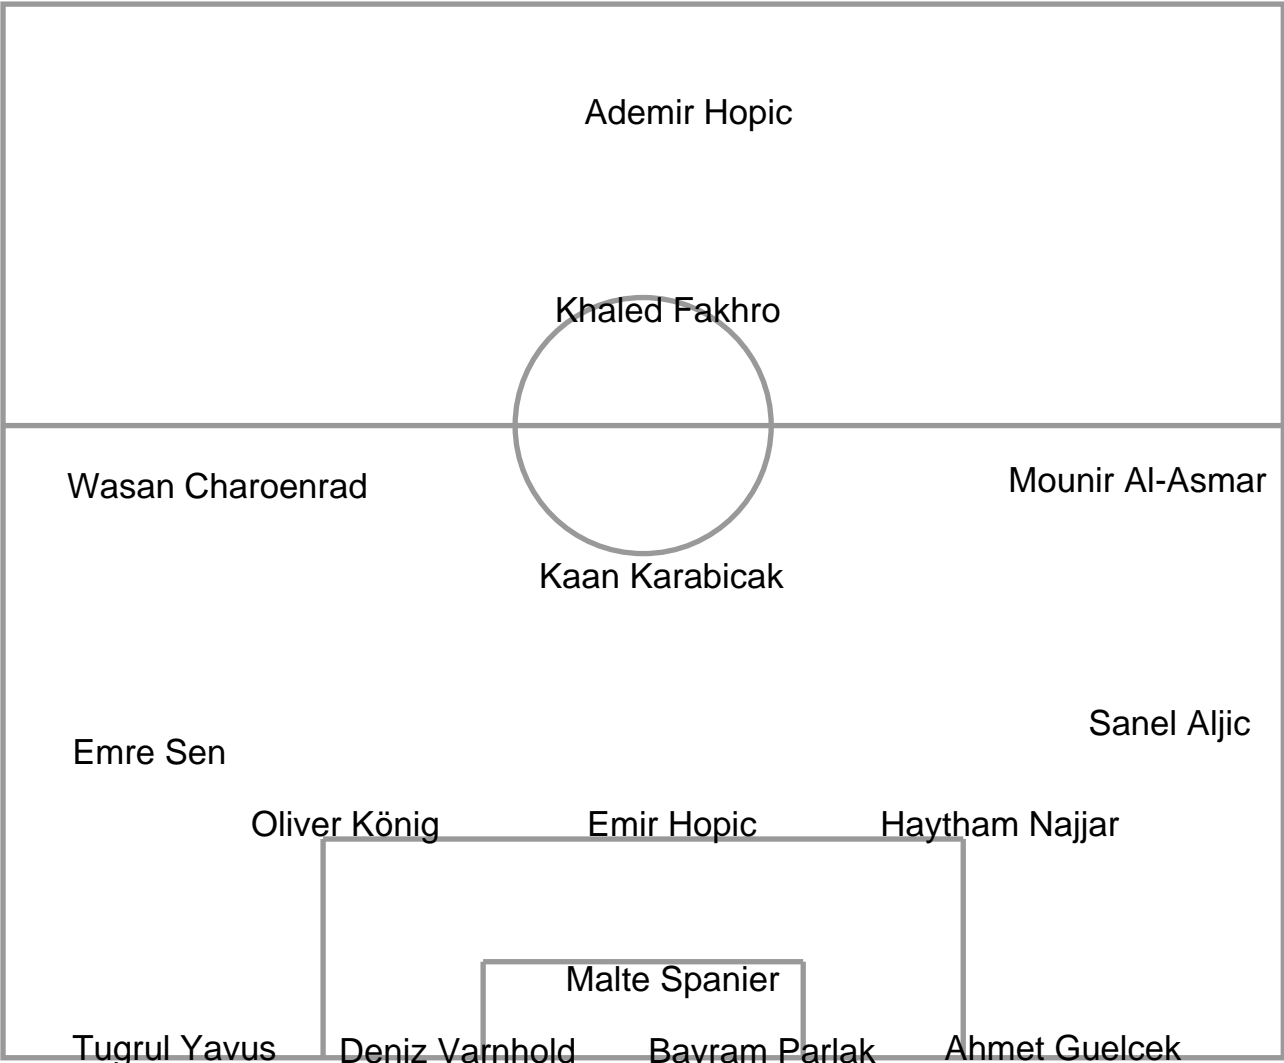 Ademir Hopic
Khaled Fakhro
Wasan Charoenrad
Mounir Al-Asmar
Kaan Karabicak
Emre Sen
Sanel Aljic
Oliver König
Emir Hopic
Haytham Najjar
Malte Spanier
Tugrul Yavus
Deniz Varnhold
Bayram Parlak
Ahmet Guelcek